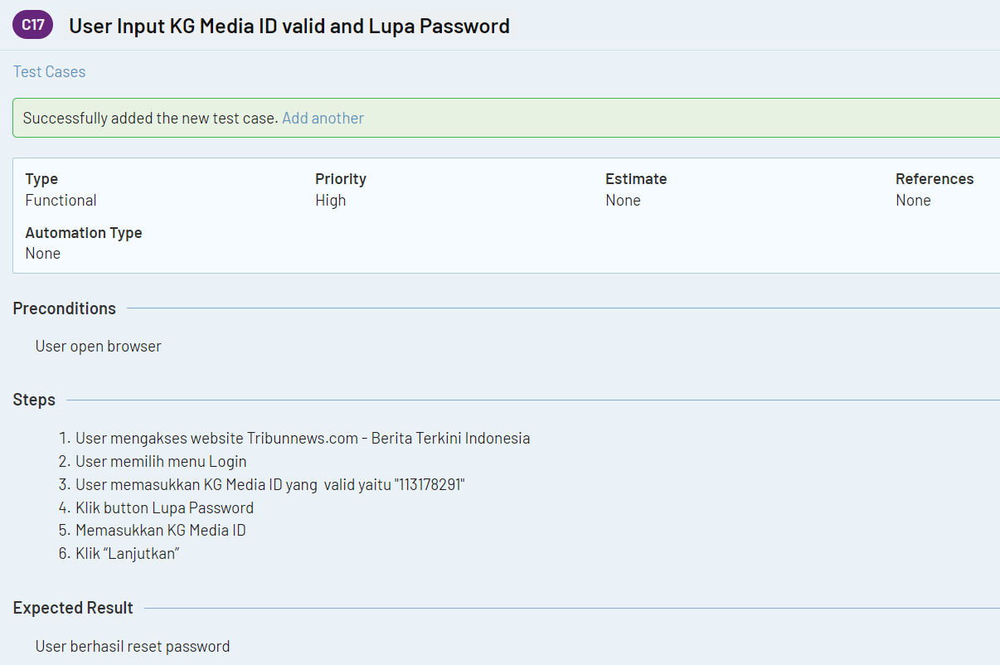 C17 User Input KG Media ID valid and Lupa Password
Test Cases
Successfully added the new test case. Add another
Type Priority Estimate References
Functional High None None
Automation Type
None
Preconditions
User open browser
Steps
1. User mengakses website Tribunnews.com - Berita Terkini Indonesia
2. User memilih menu Login
3. User memasukkan KG Media ID yang  valid yaitu "113178291"
4. Klik button Lupa Password
5. Memasukkan KG Media ID
6. Klik “Lanjutkan”
Expected Result
User berhasil reset password